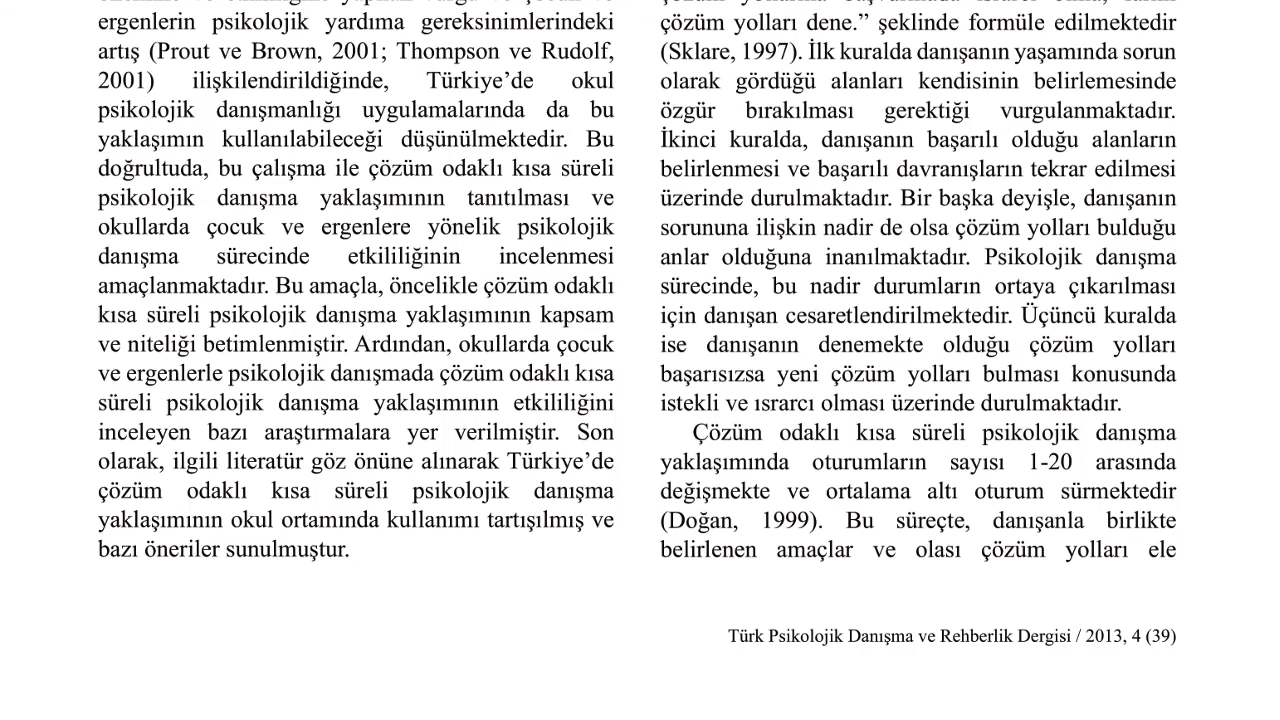 ergenlerin psikolojik yardıma gereksinimlerindeki
artış (Prout ve Brown, 2001; Thompson ve Rudolf,
2001) ilişkilendirildiğinde, Türkiye’de okul
psikolojik danışmanlığı uygulamalarında da bu
yaklaşımın kullanılabileceği düşünülmektedir. Bu
doğrultuda, bu çalışma ile çözüm odaklı kısa süreli
psikolojik danışma yaklaşımının tanıtılması ve
okullarda çocuk ve ergenlere yönelik psikolojik
danışma sürecinde etkililiğinin incelenmesi
amaçlanmaktadır. Bu amaçla, öncelikle çözüm odaklı
kısa süreli psikolojik danışma yaklaşımının kapsam
ve niteliği betimlenmiştir. Ardından, okullarda çocuk
ve ergenlerle psikolojik danışmada çözüm odaklı kısa
süreli psikolojik danışma yaklaşımının etkililiğini
inceleyen bazı araştırmalara yer verilmiştir. Son
olarak, ilgili literatür göz önüne alınarak Türkiye’de
çözüm odaklı kısa süreli psikolojik danışma
yaklaşımının okul ortamında kullanımı tartışılmış ve
bazı öneriler sunulmuştur.
çözüm yolları dene.” şeklinde formüle edilmektedir
(Sklare, 1997). İlk kuralda danışanın yaşamında sorun
olarak gördüğü alanları kendisinin belirlemesinde
özgür bırakılması gerektiği vurgulanmaktadır.
İkinci kuralda, danışanın başarılı olduğu alanların
belirlenmesi ve başarılı davranışların tekrar edilmesi
üzerinde durulmaktadır. Bir başka deyişle, danışanın
sorununa ilişkin nadir de olsa çözüm yolları bulduğu
anlar olduğuna inanılmaktadır. Psikolojik danışma
sürecinde, bu nadir durumların ortaya çıkarılması
için danışan cesaretlendirilmektedir. Üçüncü kuralda
ise danışanın denemekte olduğu çözüm yolları
başarısızsa yeni çözüm yolları bulması konusunda
istekli ve ısrarcı olması üzerinde durulmaktadır.
Çözüm odaklı kısa süreli psikolojik danışma
yaklaşımında oturumların sayısı 1-20 arasında
değişmekte ve ortalama altı oturum sürmektedir
(Doğan, 1999). Bu süreçte, danışanla birlikte
belirlenen amaçlar ve olası çözüm yolları ele
Türk Psikolojik Danışma ve Rehberlik Dergisi / 2013, 4 (39)